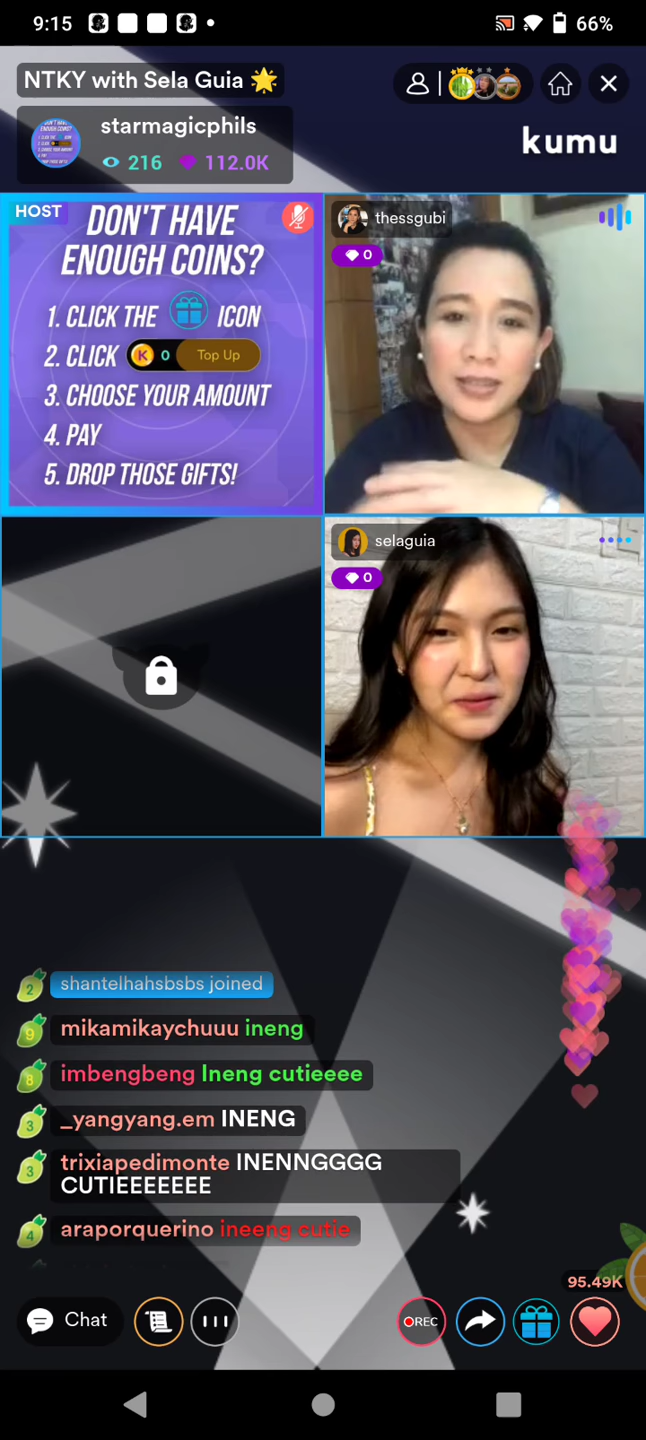 9:15
66%
NTKY with Sela Guia 🌟
starmagicphils
216 112.0K
kumu
HOST
DON'T HAVE
ENOUGH COINS?
1. CLICK THE ICON
2. CLICK K 0 Top Up
3. CHOOSE YOUR AMOUNT
4. PAY
5. DROP THOSE GIFTS!
thessgubi
0
selaguia
0
2 shantelhahsbsbs joined
9 mikamikaychuuu ineng
8 imbengbeng Ineng cutieeee
3 _yangyang.em INENG
3 trixiapedimonte INENNGGGG
CUTIEEEEEEE
4 araporquerino ineeng cutie
95.49K
Chat
REC